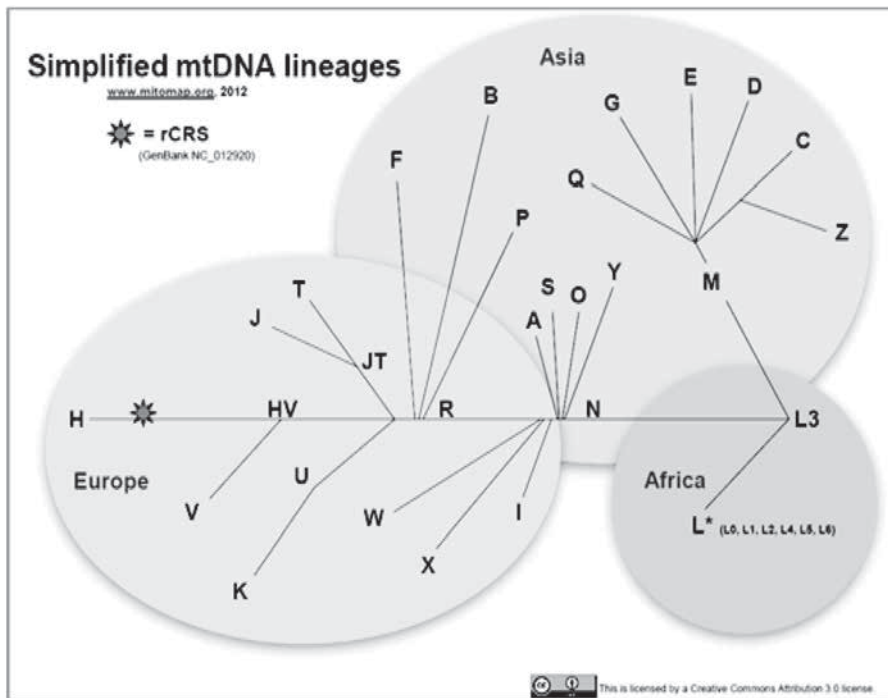 Simplified mtDNA lineages
www.mitomap.org, 2012
= rCRS
(GenBank NC_012920)
Asia
B
G
E
D
C
F
Q
P
Z
T
J
JT
A
S
O
Y
M
H
HV
R
N
L3
Europe
U
V
K
W
X
I
Africa
L* (L0, L1, L2, L4, L5, L6)
cc
This is licensed by a Creative Commons Attribution 3.0 license